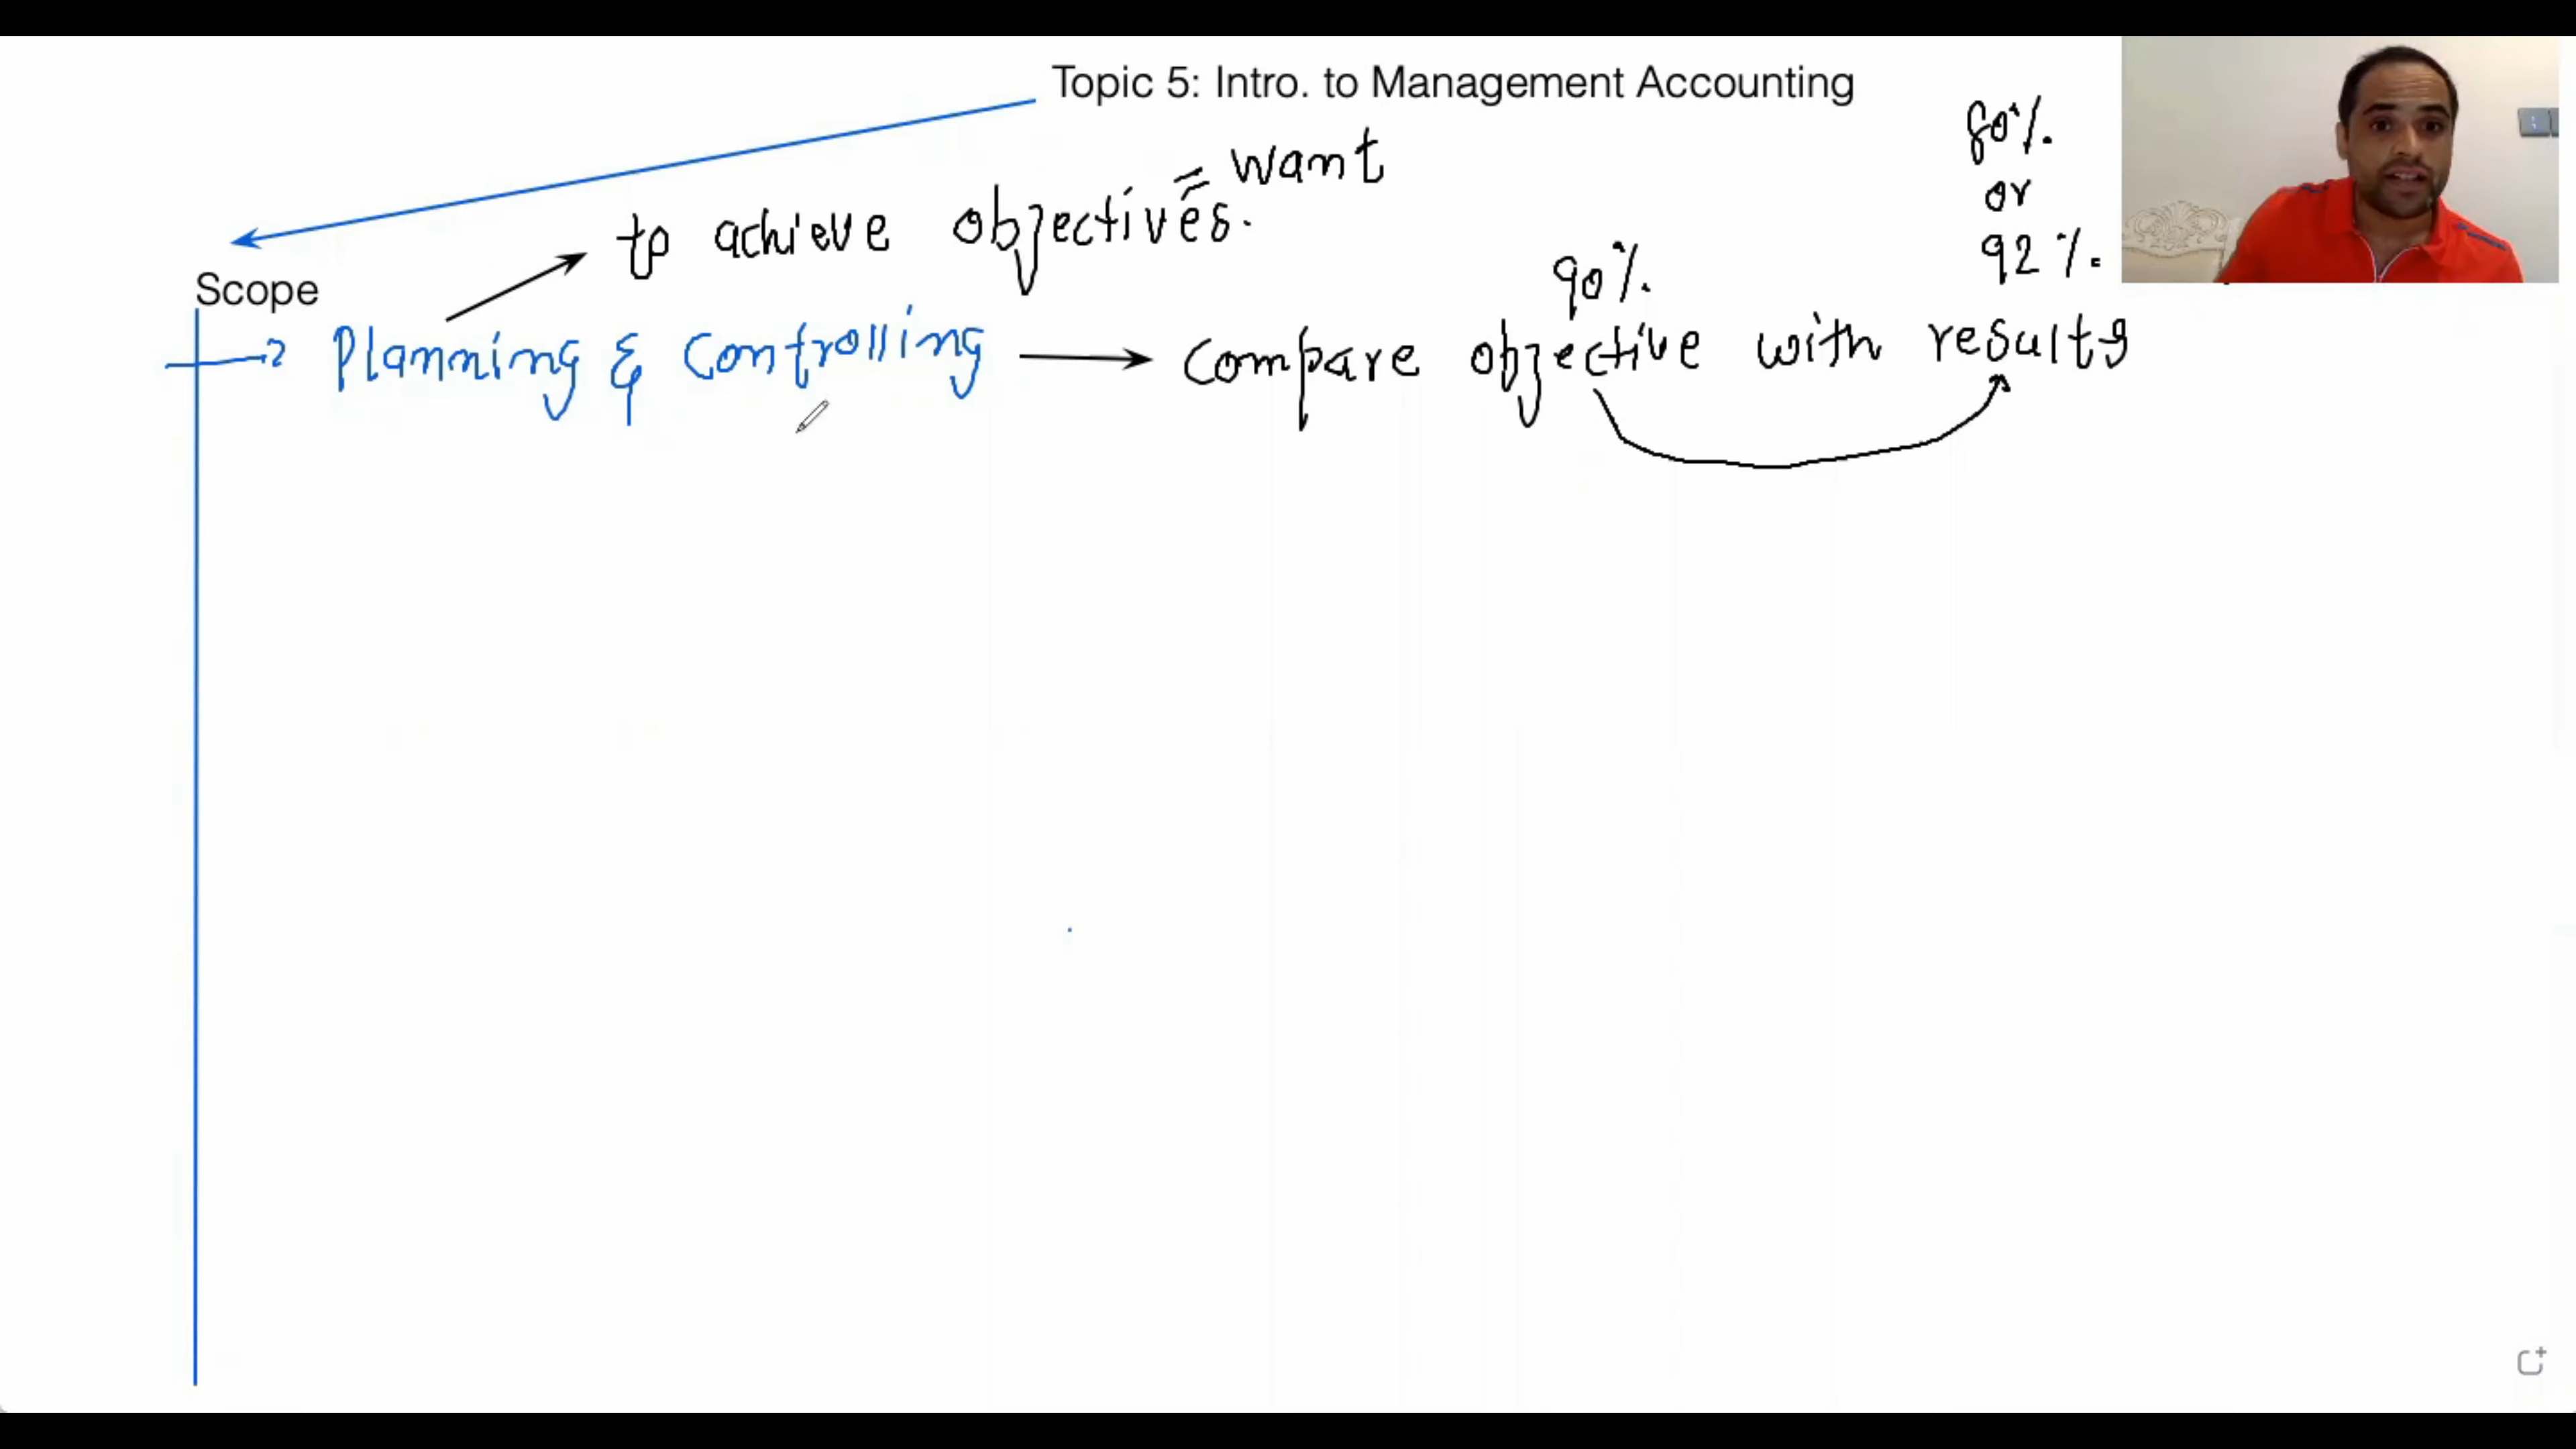 Topic 5: Intro. to Management Accounting
80%.
or
92%.
= want
to achieve objectives.
90%.
Scope
Planning & Controlling
Compare objective with results